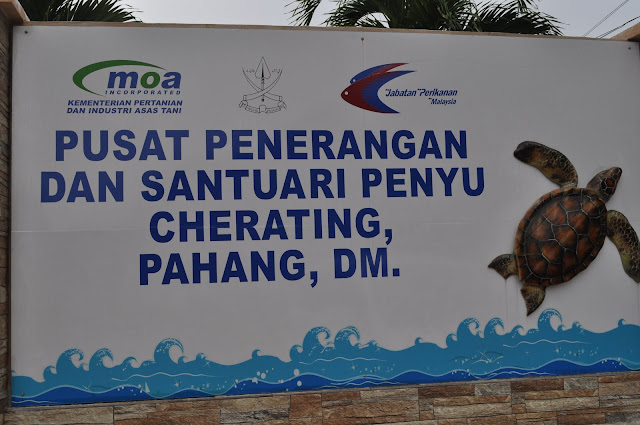 moa
INCORPORATED
KEMENTERIAN PERTANIAN
DAN INDUSTRI ASAS TANI
Jabatan Perikanan
Malaysia
PUSAT PENERANGAN
DAN SANTUARI PENYU
CHERATING,
PAHANG, DM.